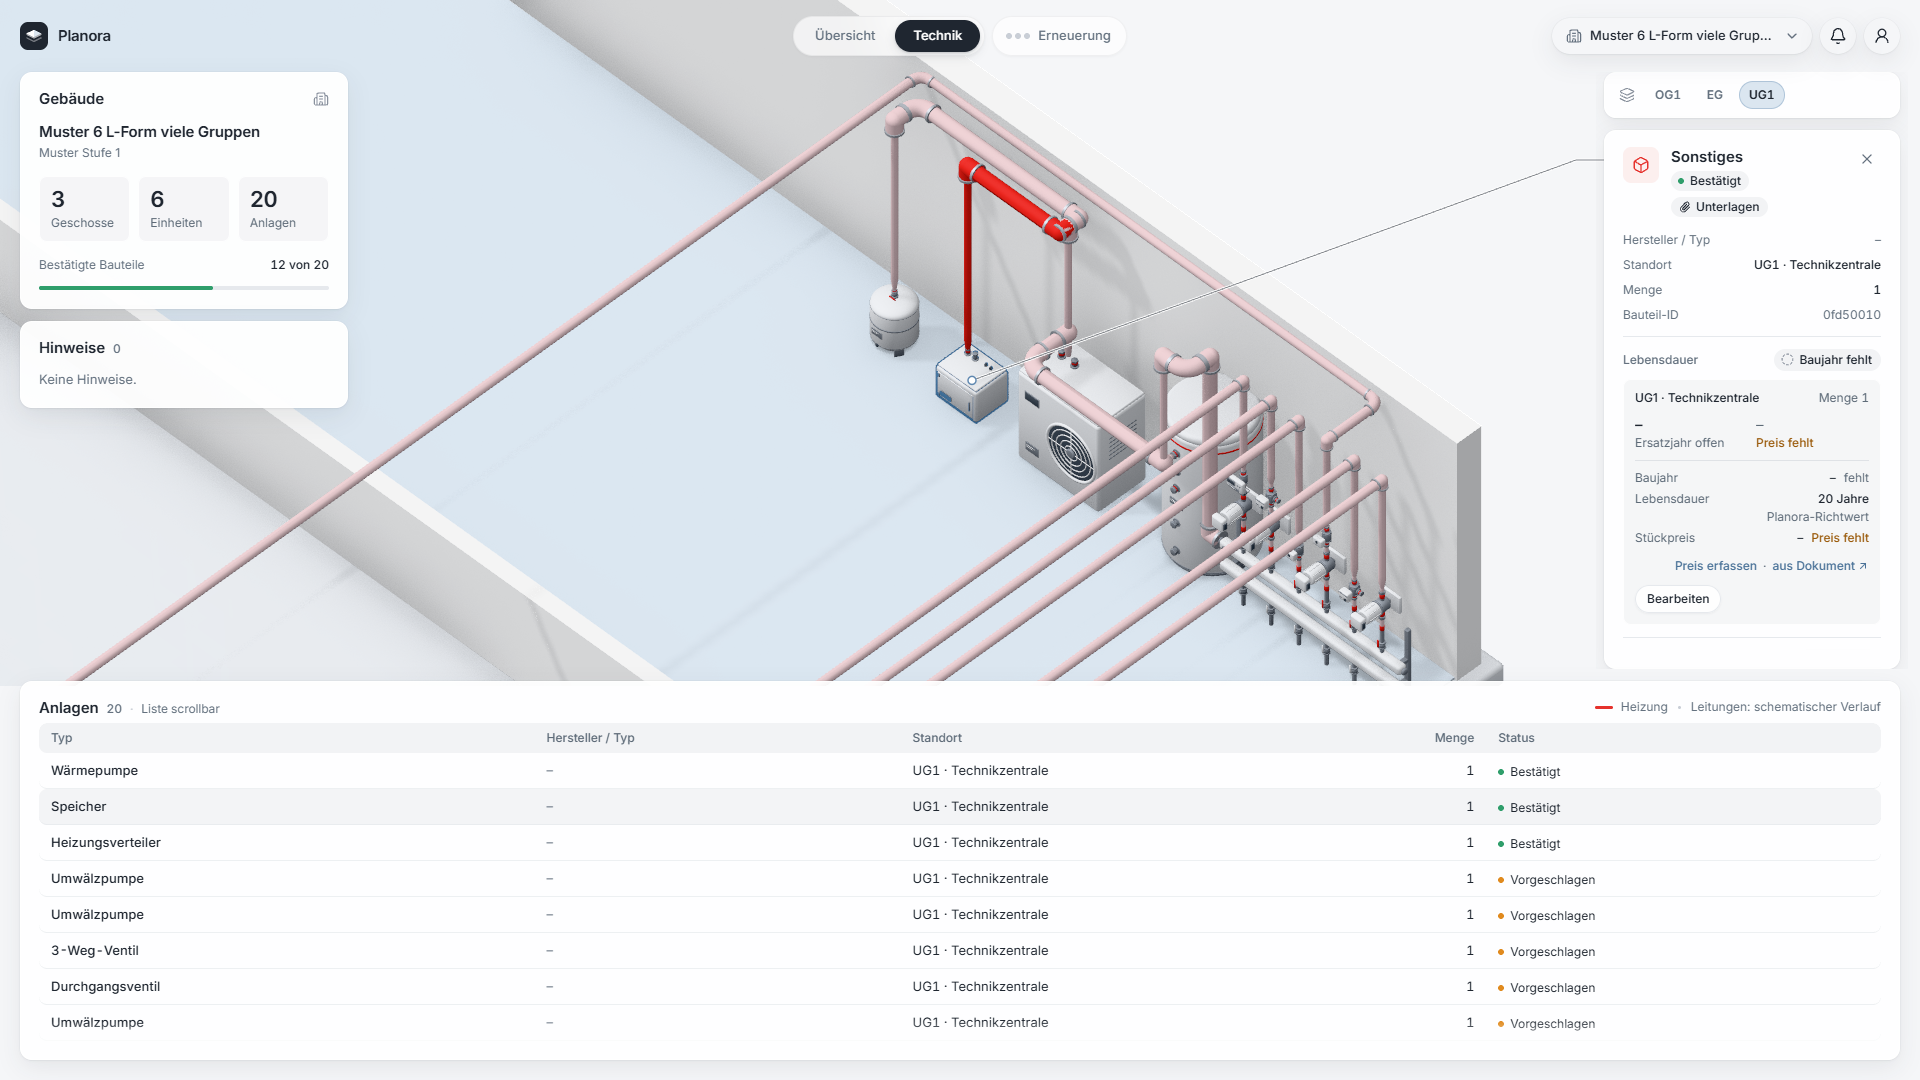 Planora
Übersicht
Technik
Erneuerung
Muster 6 L-Form viele Grup...
Gebäude
Muster 6 L-Form viele Gruppen
Muster Stufe 1
3
Geschosse
6
Einheiten
20
Anlagen
Bestätigte Bauteile
12 von 20
Hinweise 0
Keine Hinweise.
OG1
EG
UG1
Sonstiges
Bestätigt
Unterlagen
Hersteller / Typ –
Standort UG1 · Technikzentrale
Menge 1
Bauteil-ID 0fd50010
Lebensdauer Baujahr fehlt
UG1 · Technikzentrale Menge 1
– –
Ersatzjahr offen Preis fehlt
Baujahr – fehlt
Lebensdauer 20 Jahre
Planora-Richtwert
Stückpreis – Preis fehlt
Preis erfassen · aus Dokument ↗
Bearbeiten
Anlagen 20 · Liste scrollbar
Heizung · Leitungen: schematischer Verlauf
Typ Hersteller / Typ Standort Menge Status
Wärmepumpe – UG1 · Technikzentrale 1 Bestätigt
Speicher – UG1 · Technikzentrale 1 Bestätigt
Heizungsverteiler – UG1 · Technikzentrale 1 Bestätigt
Umwälzpumpe – UG1 · Technikzentrale 1 Vorgeschlagen
Umwälzpumpe – UG1 · Technikzentrale 1 Vorgeschlagen
3-Weg-Ventil – UG1 · Technikzentrale 1 Vorgeschlagen
Durchgangsventil – UG1 · Technikzentrale 1 Vorgeschlagen
Umwälzpumpe – UG1 · Technikzentrale 1 Vorgeschlagen